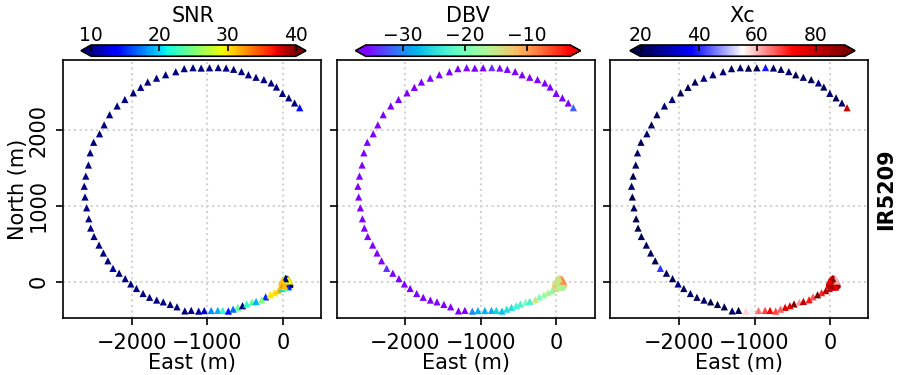 SNR DBV Xc
10 20 30 40 −30 −20 −10 20 40 60 80
2000
1000
0
North (m)
IR5209
−2000 −1000 0 −2000 −1000 0 −2000 −1000 0
East (m) East (m) East (m)